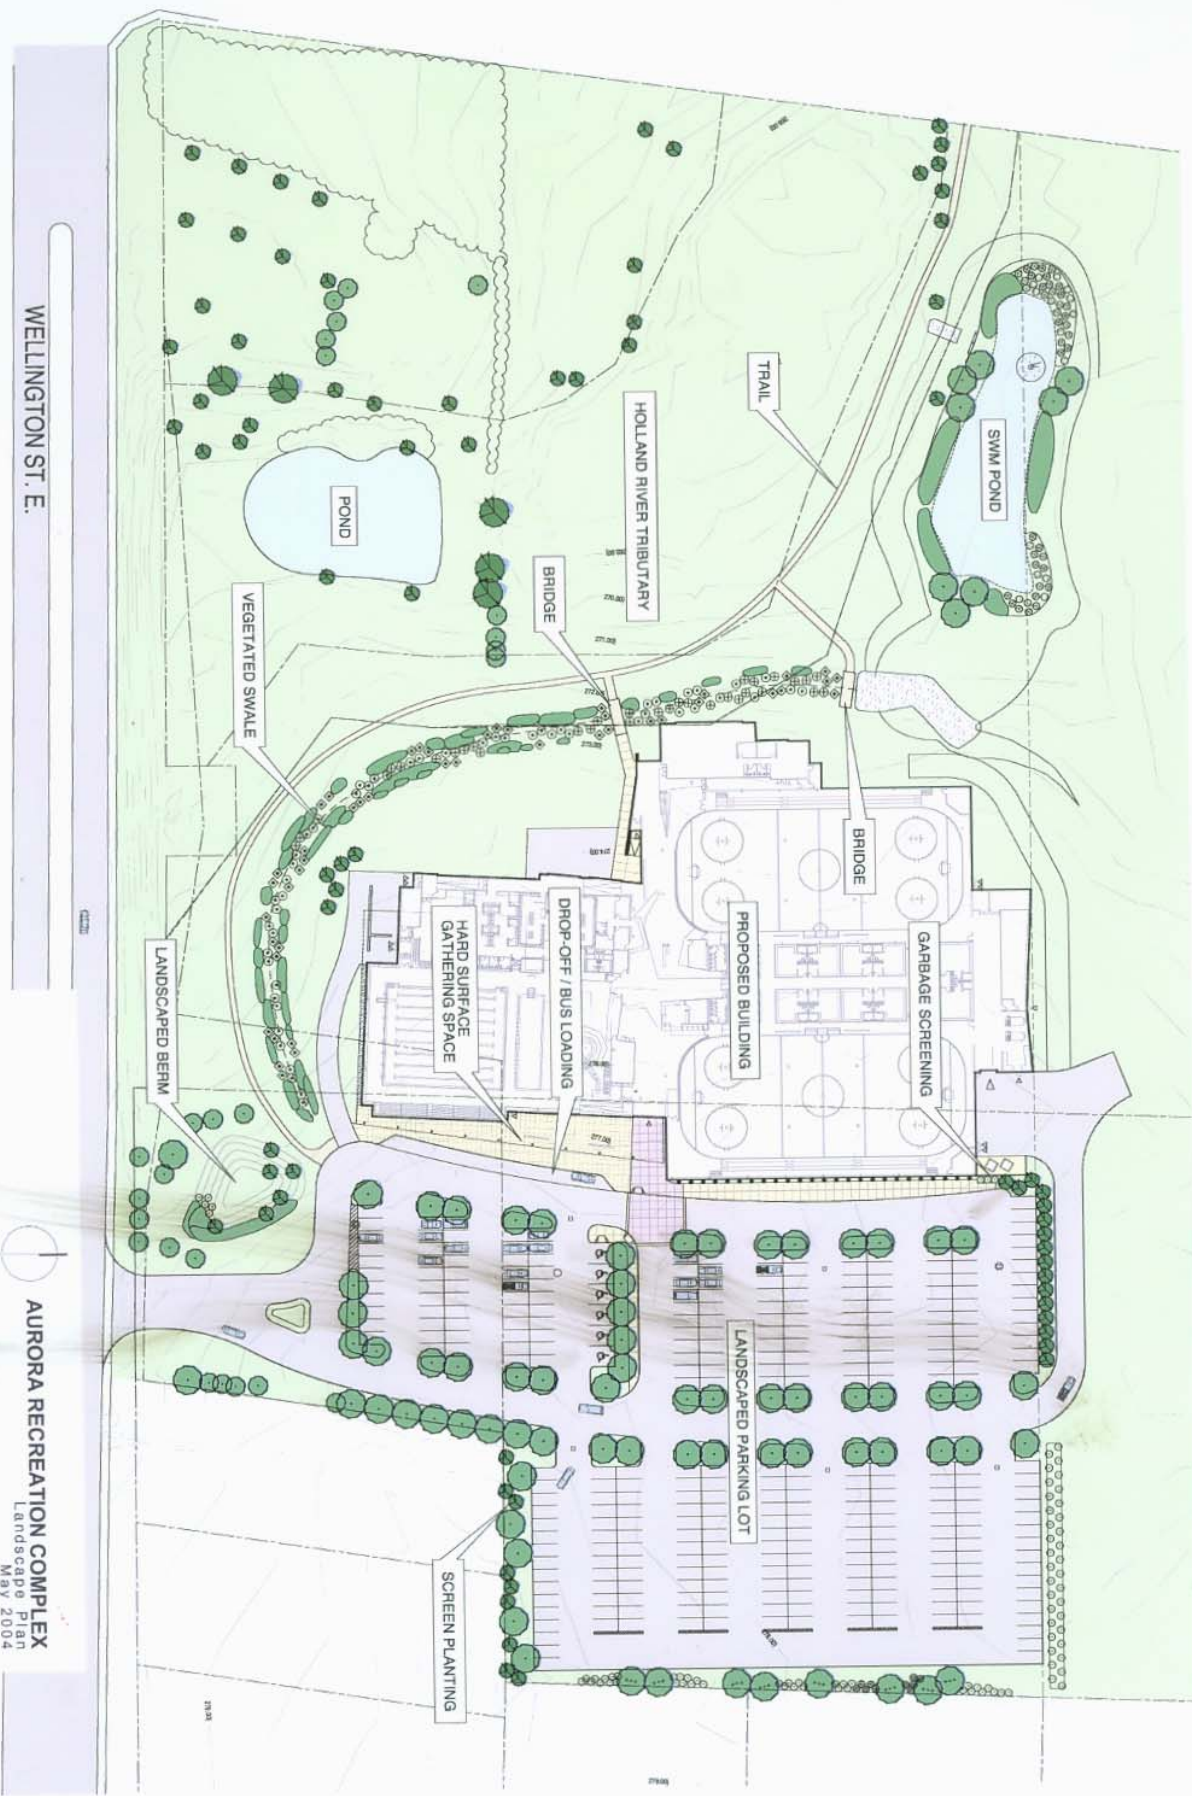 SWM POND
TRAIL
HOLLAND RIVER TRIBUTARY
POND
BRIDGE
VEGETATED SWALE
BRIDGE
GARBAGE SCREENING
PROPOSED BUILDING
DROP-OFF / BUS LOADING
HARD SURFACE
GATHERING SPACE
LANDSCAPED BERM
LANDSCAPED PARKING LOT
SCREEN PLANTING
WELLINGTON ST. E.
AURORA RECREATION COMPLEX
Landscape Plan
May 2004